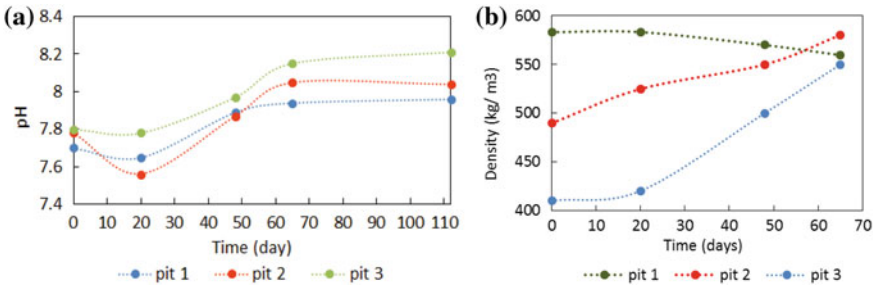 (a)
8.4
8.2
8
7.8
7.6
7.4
pH
0 10 20 30 40 50 60 70 80 90 100 110
Time (day)
pit 1 pit 2 pit 3
(b)
600
550
500
450
400
Density (kg/ m3)
0 10 20 30 40 50 60 70
Time (days)
pit 1 pit 2 pit 3